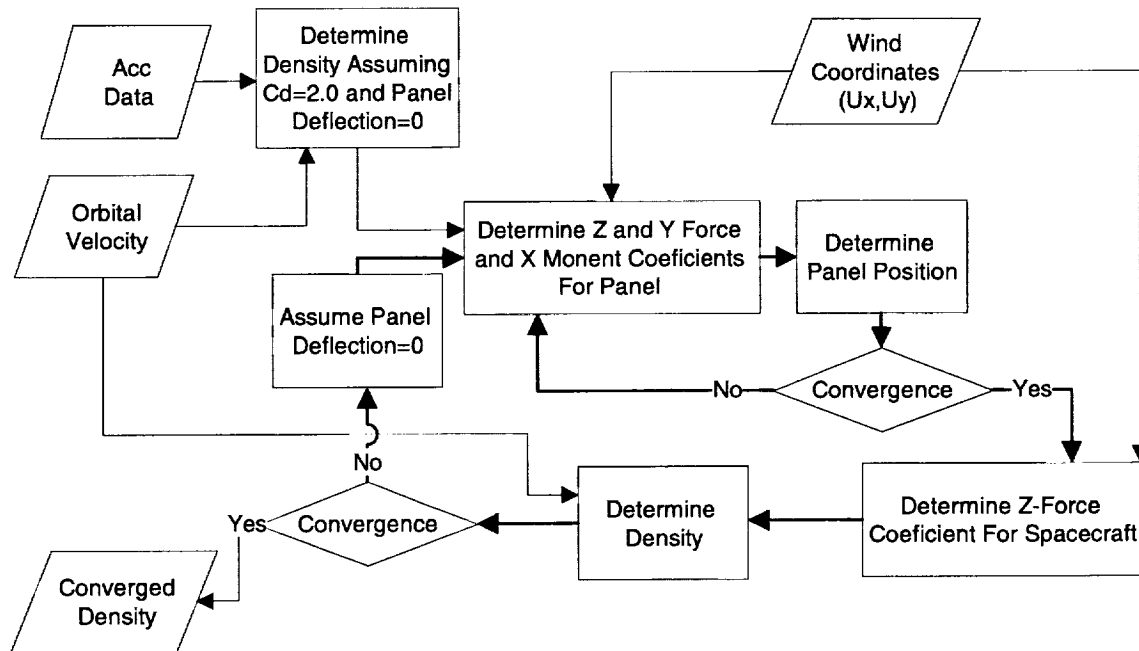 Acc
Data
Determine
Density Assuming
Cd=2.0 and Panel
Deflection=0
Wind
Coordinates
(Ux,Uy)
Orbital
Velocity
Determine Z and Y Force
and X Monent Coeficients
For Panel
Determine
Panel Position
Assume Panel
Deflection=0
No
Convergence
Yes
No
Yes
Convergence
Determine
Density
Determine Z-Force
Coeficient For Spacecraft
Converged
Density